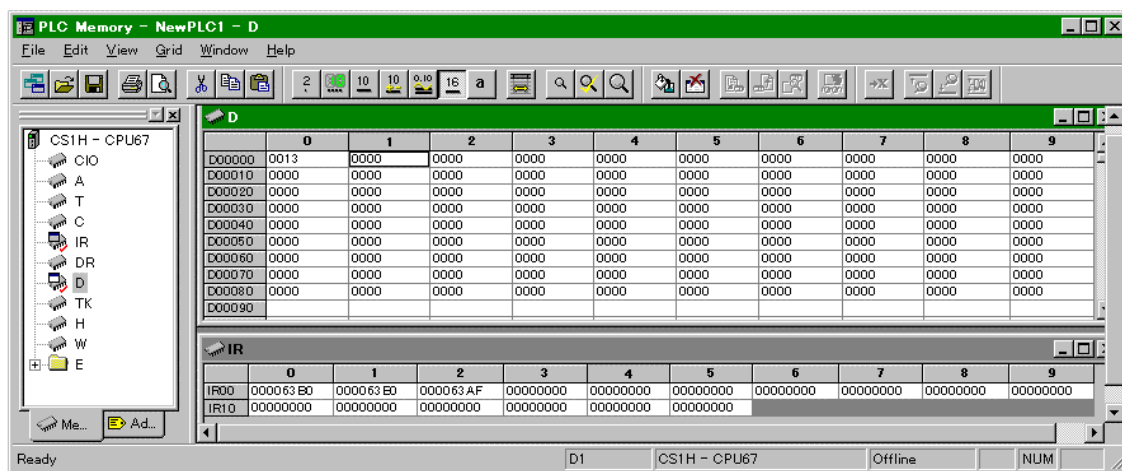 PLC Memory - NewPLC1 - D
File Edit View Grid Window Help
2 10 10 0.10 16 a
CS1H - CPU67
CIO
A
T
C
IR
DR
D
TK
H
W
E
Me... Ad...
D
0 1 2 3 4 5 6 7 8 9
D00000 0013 0000 0000 0000 0000 0000 0000 0000 0000 0000
D00010 0000 0000 0000 0000 0000 0000 0000 0000 0000 0000
D00020 0000 0000 0000 0000 0000 0000 0000 0000 0000 0000
D00030 0000 0000 0000 0000 0000 0000 0000 0000 0000 0000
D00040 0000 0000 0000 0000 0000 0000 0000 0000 0000 0000
D00050 0000 0000 0000 0000 0000 0000 0000 0000 0000 0000
D00060 0000 0000 0000 0000 0000 0000 0000 0000 0000 0000
D00070 0000 0000 0000 0000 0000 0000 0000 0000 0000 0000
D00080 0000 0000 0000 0000 0000 0000 0000 0000 0000 0000
D00090
IR
0 1 2 3 4 5 6 7 8 9
IR00 000063B0 000063E0 000063AF 00000000 00000000 00000000 00000000 00000000 00000000 00000000
IR10 00000000 00000000 00000000 00000000 00000000 00000000
Ready D1 CS1H - CPU67 Offline NUM